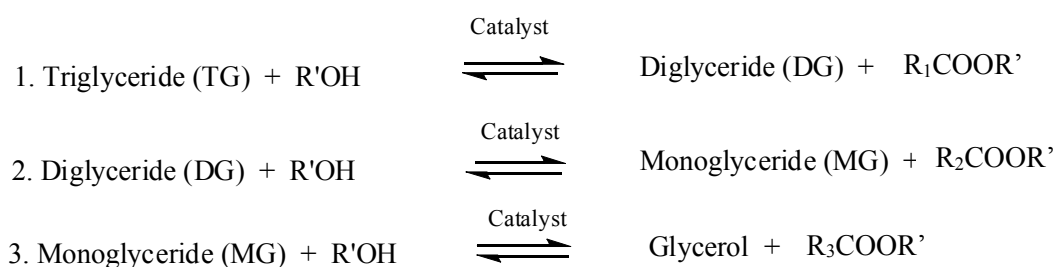 Catalyst
1. Triglyceride (TG) + R'OH Diglyceride (DG) + R₁COOR’
Catalyst
2. Diglyceride (DG) + R'OH Monoglyceride (MG) + R₂COOR’
Catalyst
3. Monoglyceride (MG) + R'OH Glycerol + R₃COOR’